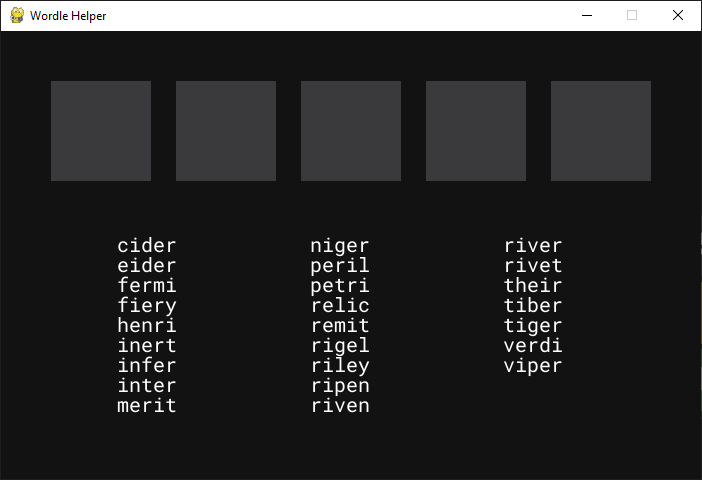 Wordle Helper
cider
eider
fermi
fiery
henri
inert
infer
inter
merit
niger
peril
petri
relic
remit
rigel
riley
ripen
riven
river
rivet
their
tiber
tiger
verdi
viper